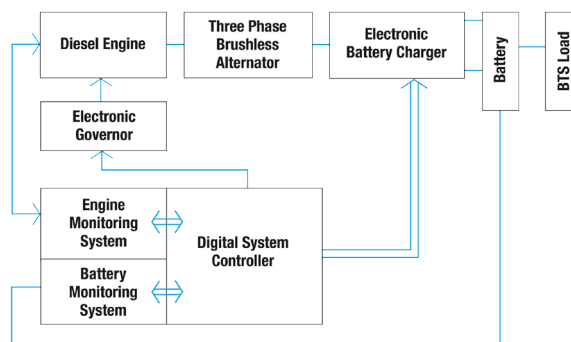 Diesel Engine
Three Phase
Brushless
Alternator
Electronic
Battery Charger
Battery
BTS Load
Electronic
Governor
Engine
Monitoring
System
Digital System
Controller
Battery
Monitoring
System